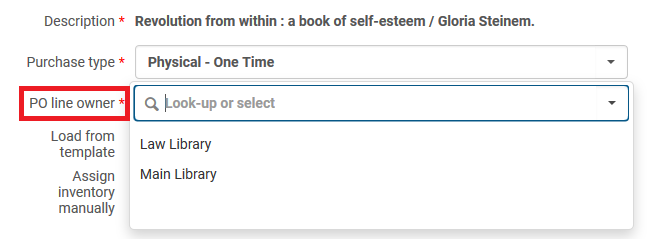 Description * Revolution from within : a book of self-esteem / Gloria Steinem.
Purchase type * Physical - One Time
PO line owner * Look-up or select
Law Library
Main Library
Load from
template
Assign
inventory
manually